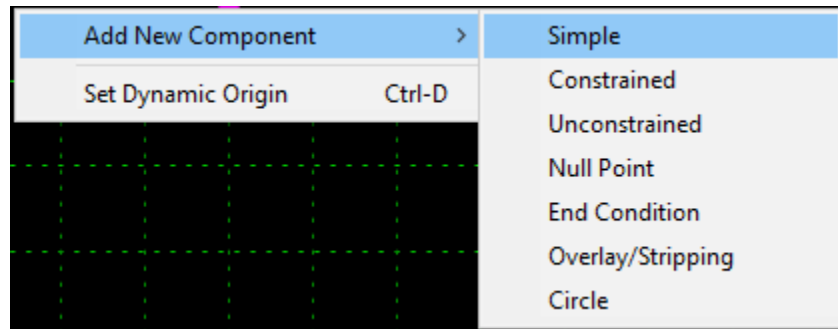 Add New Component >
Set Dynamic Origin Ctrl-D
Simple
Constrained
Unconstrained
Null Point
End Condition
Overlay/Stripping
Circle